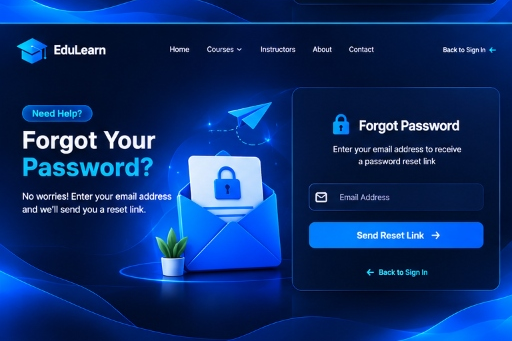 EduLearn
Home
Courses
Instructors
About
Contact
Back to Sign In
Need Help?
Forgot Your
Password?
No worries! Enter your email address
and we'll send you a reset link.
Forgot Password
Enter your email address to receive
a password reset link
Email Address
Send Reset Link
Back to Sign In